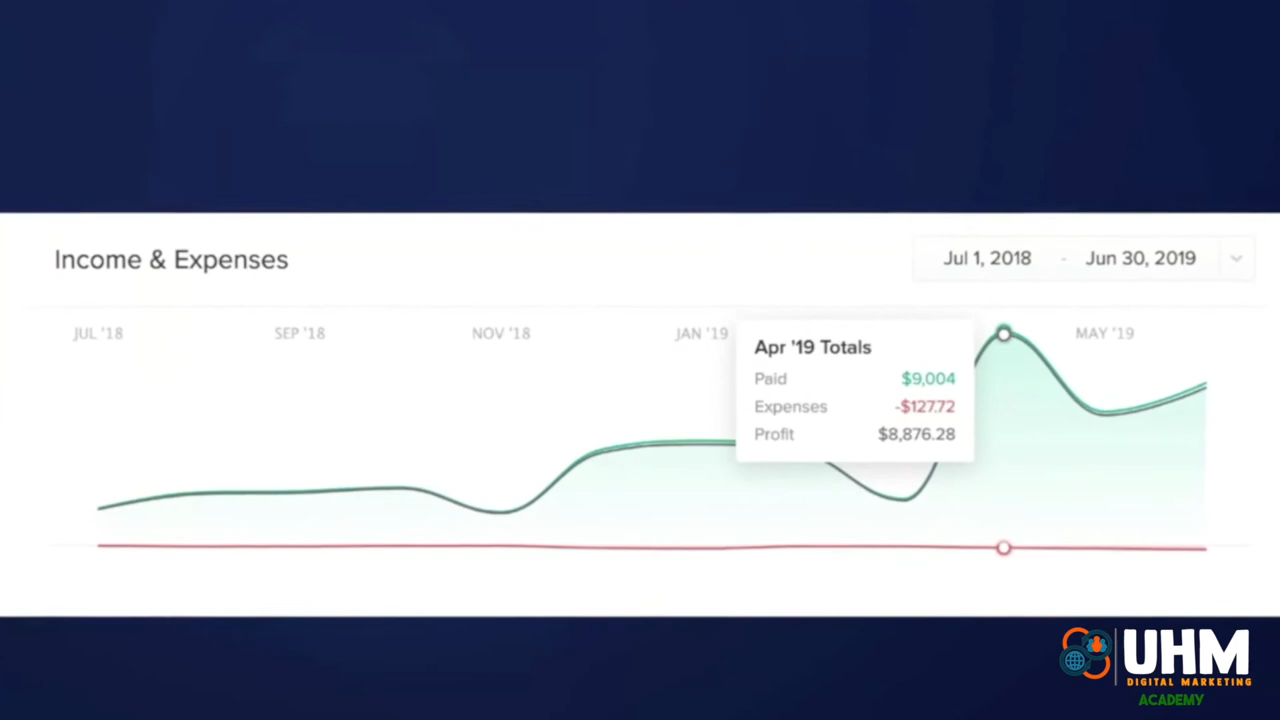 Income & Expenses
Jul 1, 2018 - Jun 30, 2019
JUL '18 SEP '18 NOV '18 JAN '19 MAY '19
Apr '19 Totals
Paid $9,004
Expenses -$127.72
Profit $8,876.28
UHM
DIGITAL MARKETING
ACADEMY